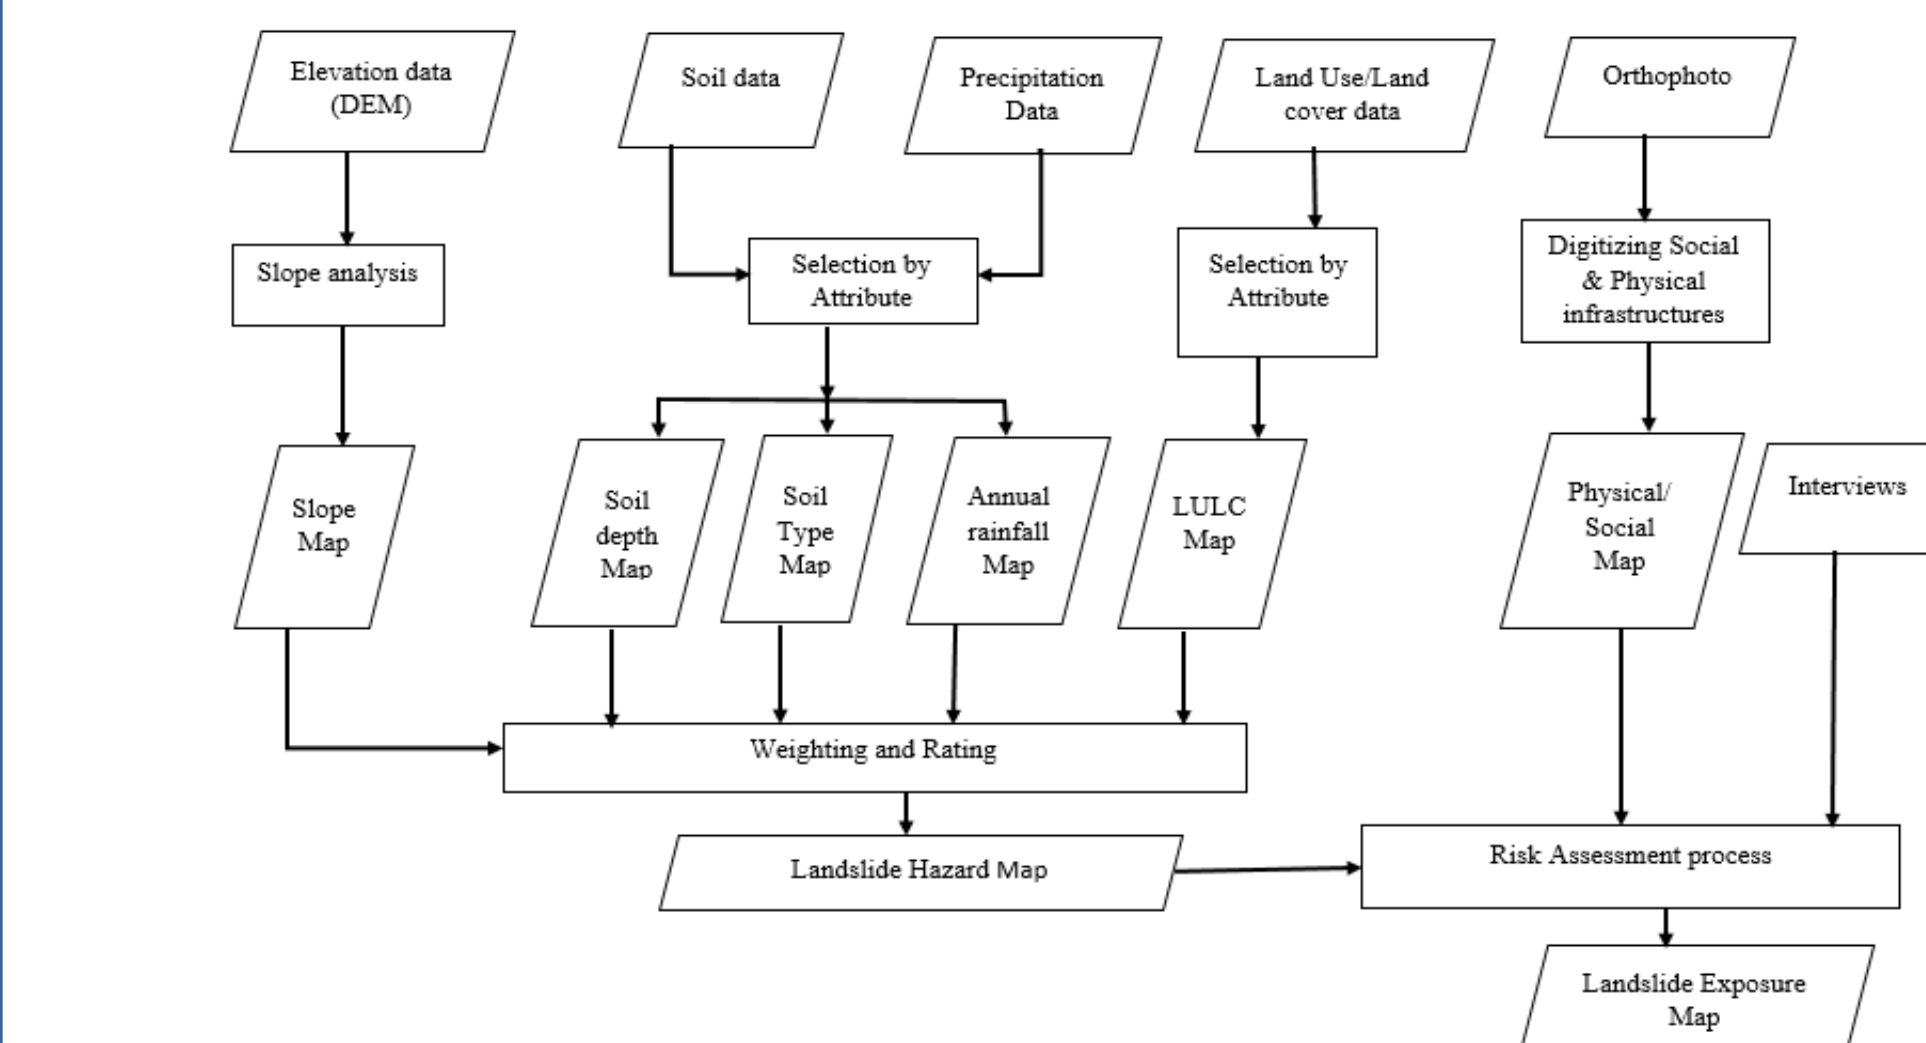 Elevation data
(DEM)
Soil data
Precipitation
Data
Land Use/Land
cover data
Orthophoto
Slope analysis
Selection by
Attribute
Selection by
Attribute
Digitizing Social
& Physical
infrastructures
Slope
Map
Soil
depth
Map
Soil
Type
Map
Annual
rainfall
Map
LULC
Map
Physical/
Social
Map
Interviews
Weighting and Rating
Landslide Hazard Map
Risk Assessment process
Landslide Exposure
Map